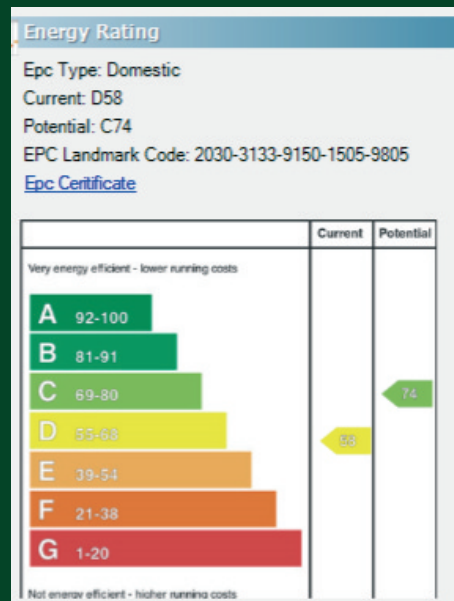 Energy Rating
Epc Type: Domestic
Current: D58
Potential: C74
EPC Landmark Code: 2030-3133-9150-1505-9805
Epc Ceritificate
Current Potential
Very energy efficient - lower running costs
A 92-100
B 81-91
C 69-80
74
D 55-68
58
E 39-54
F 21-38
G 1-20
Not energy efficient - higher running costs